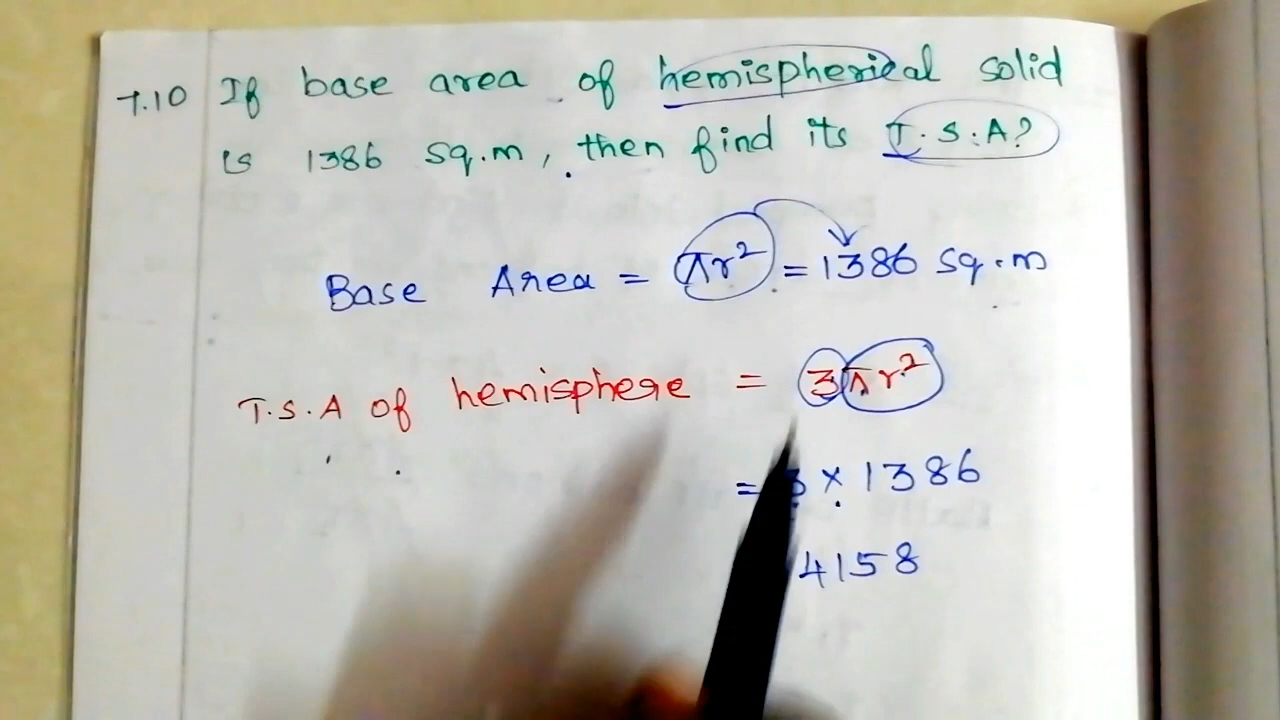 7.10 If base area of hemispherical solid
is 1386 sq.m, then find its T.S.A?
Base Area = πr² = 1386 sq.m
T.S.A of hemisphere = 3πr²
= 3 × 1386
4158